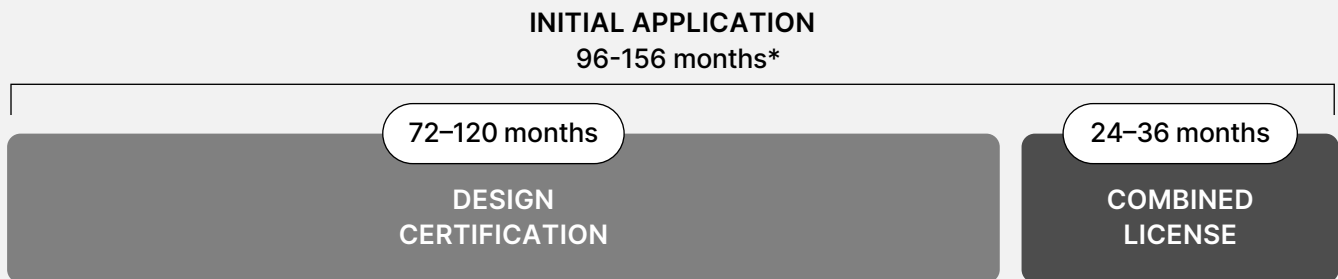 INITIAL APPLICATION
96-156 months*
72–120 months
24–36 months
DESIGN
CERTIFICATION
COMBINED
LICENSE